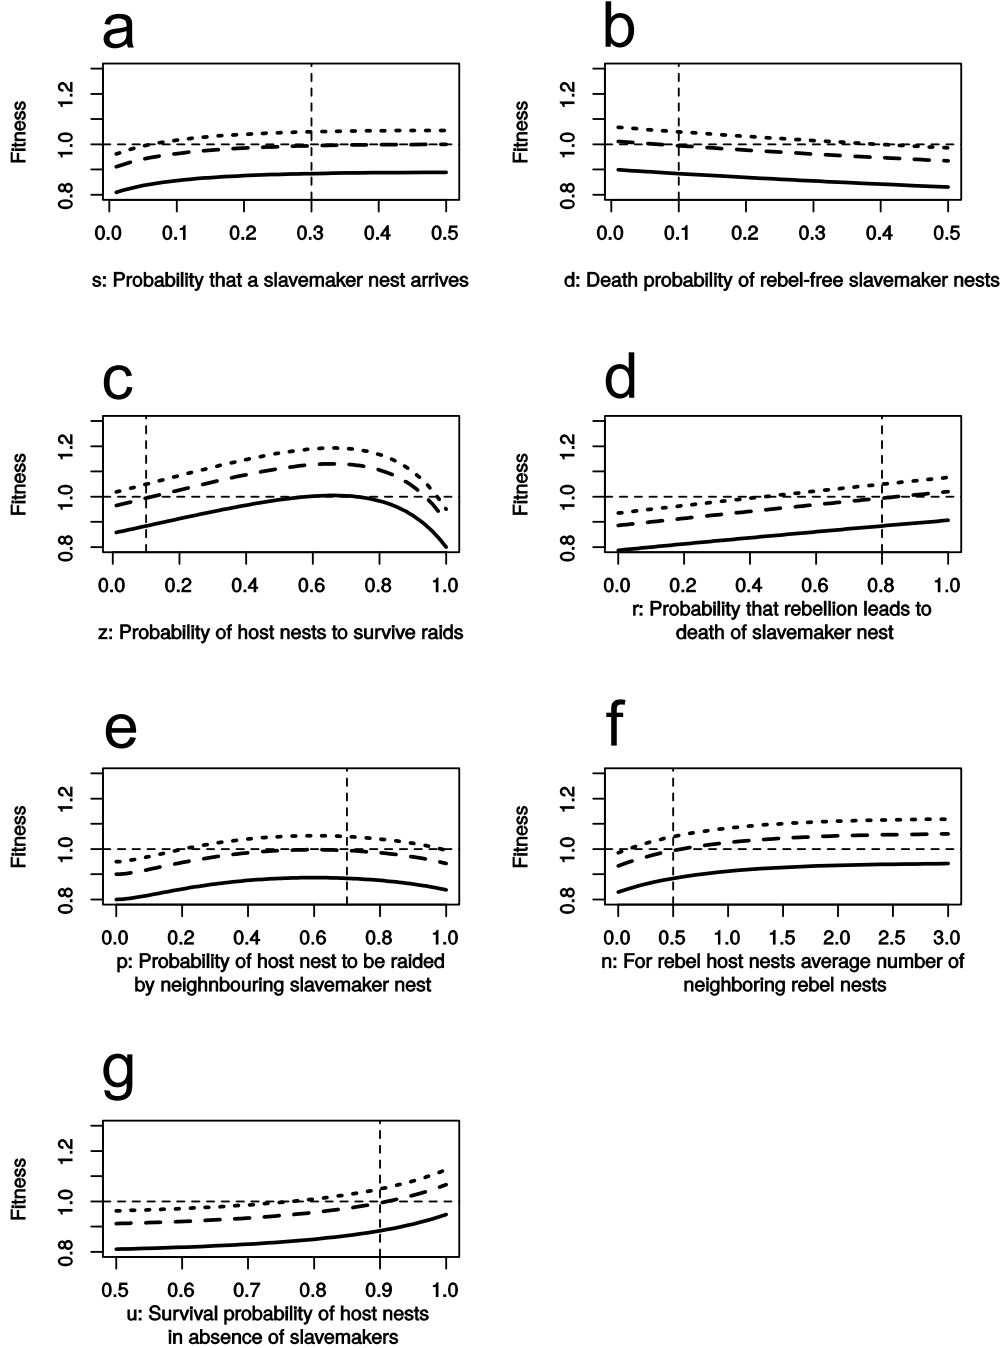 a
Fitness
0.8 1.0 1.2
0.0 0.1 0.2 0.3 0.4 0.5
s: Probability that a slavemaker nest arrives
b
Fitness
0.8 1.0 1.2
0.0 0.1 0.2 0.3 0.4 0.5
d: Death probability of rebel-free slavemaker nests
c
Fitness
0.8 1.0 1.2
0.0 0.2 0.4 0.6 0.8 1.0
z: Probability of host nests to survive raids
d
Fitness
0.8 1.0 1.2
0.0 0.2 0.4 0.6 0.8 1.0
r: Probability that rebellion leads to
death of slavemaker nest
e
Fitness
0.8 1.0 1.2
0.0 0.2 0.4 0.6 0.8 1.0
p: Probability of host nest to be raided
by neighnbouring slavemaker nest
f
Fitness
0.8 1.0 1.2
0.0 0.5 1.0 1.5 2.0 2.5 3.0
n: For rebel host nests average number of
neighboring rebel nests
g
Fitness
0.8 1.0 1.2
0.5 0.6 0.7 0.8 0.9 1.0
u: Survival probability of host nests
in absence of slavemakers